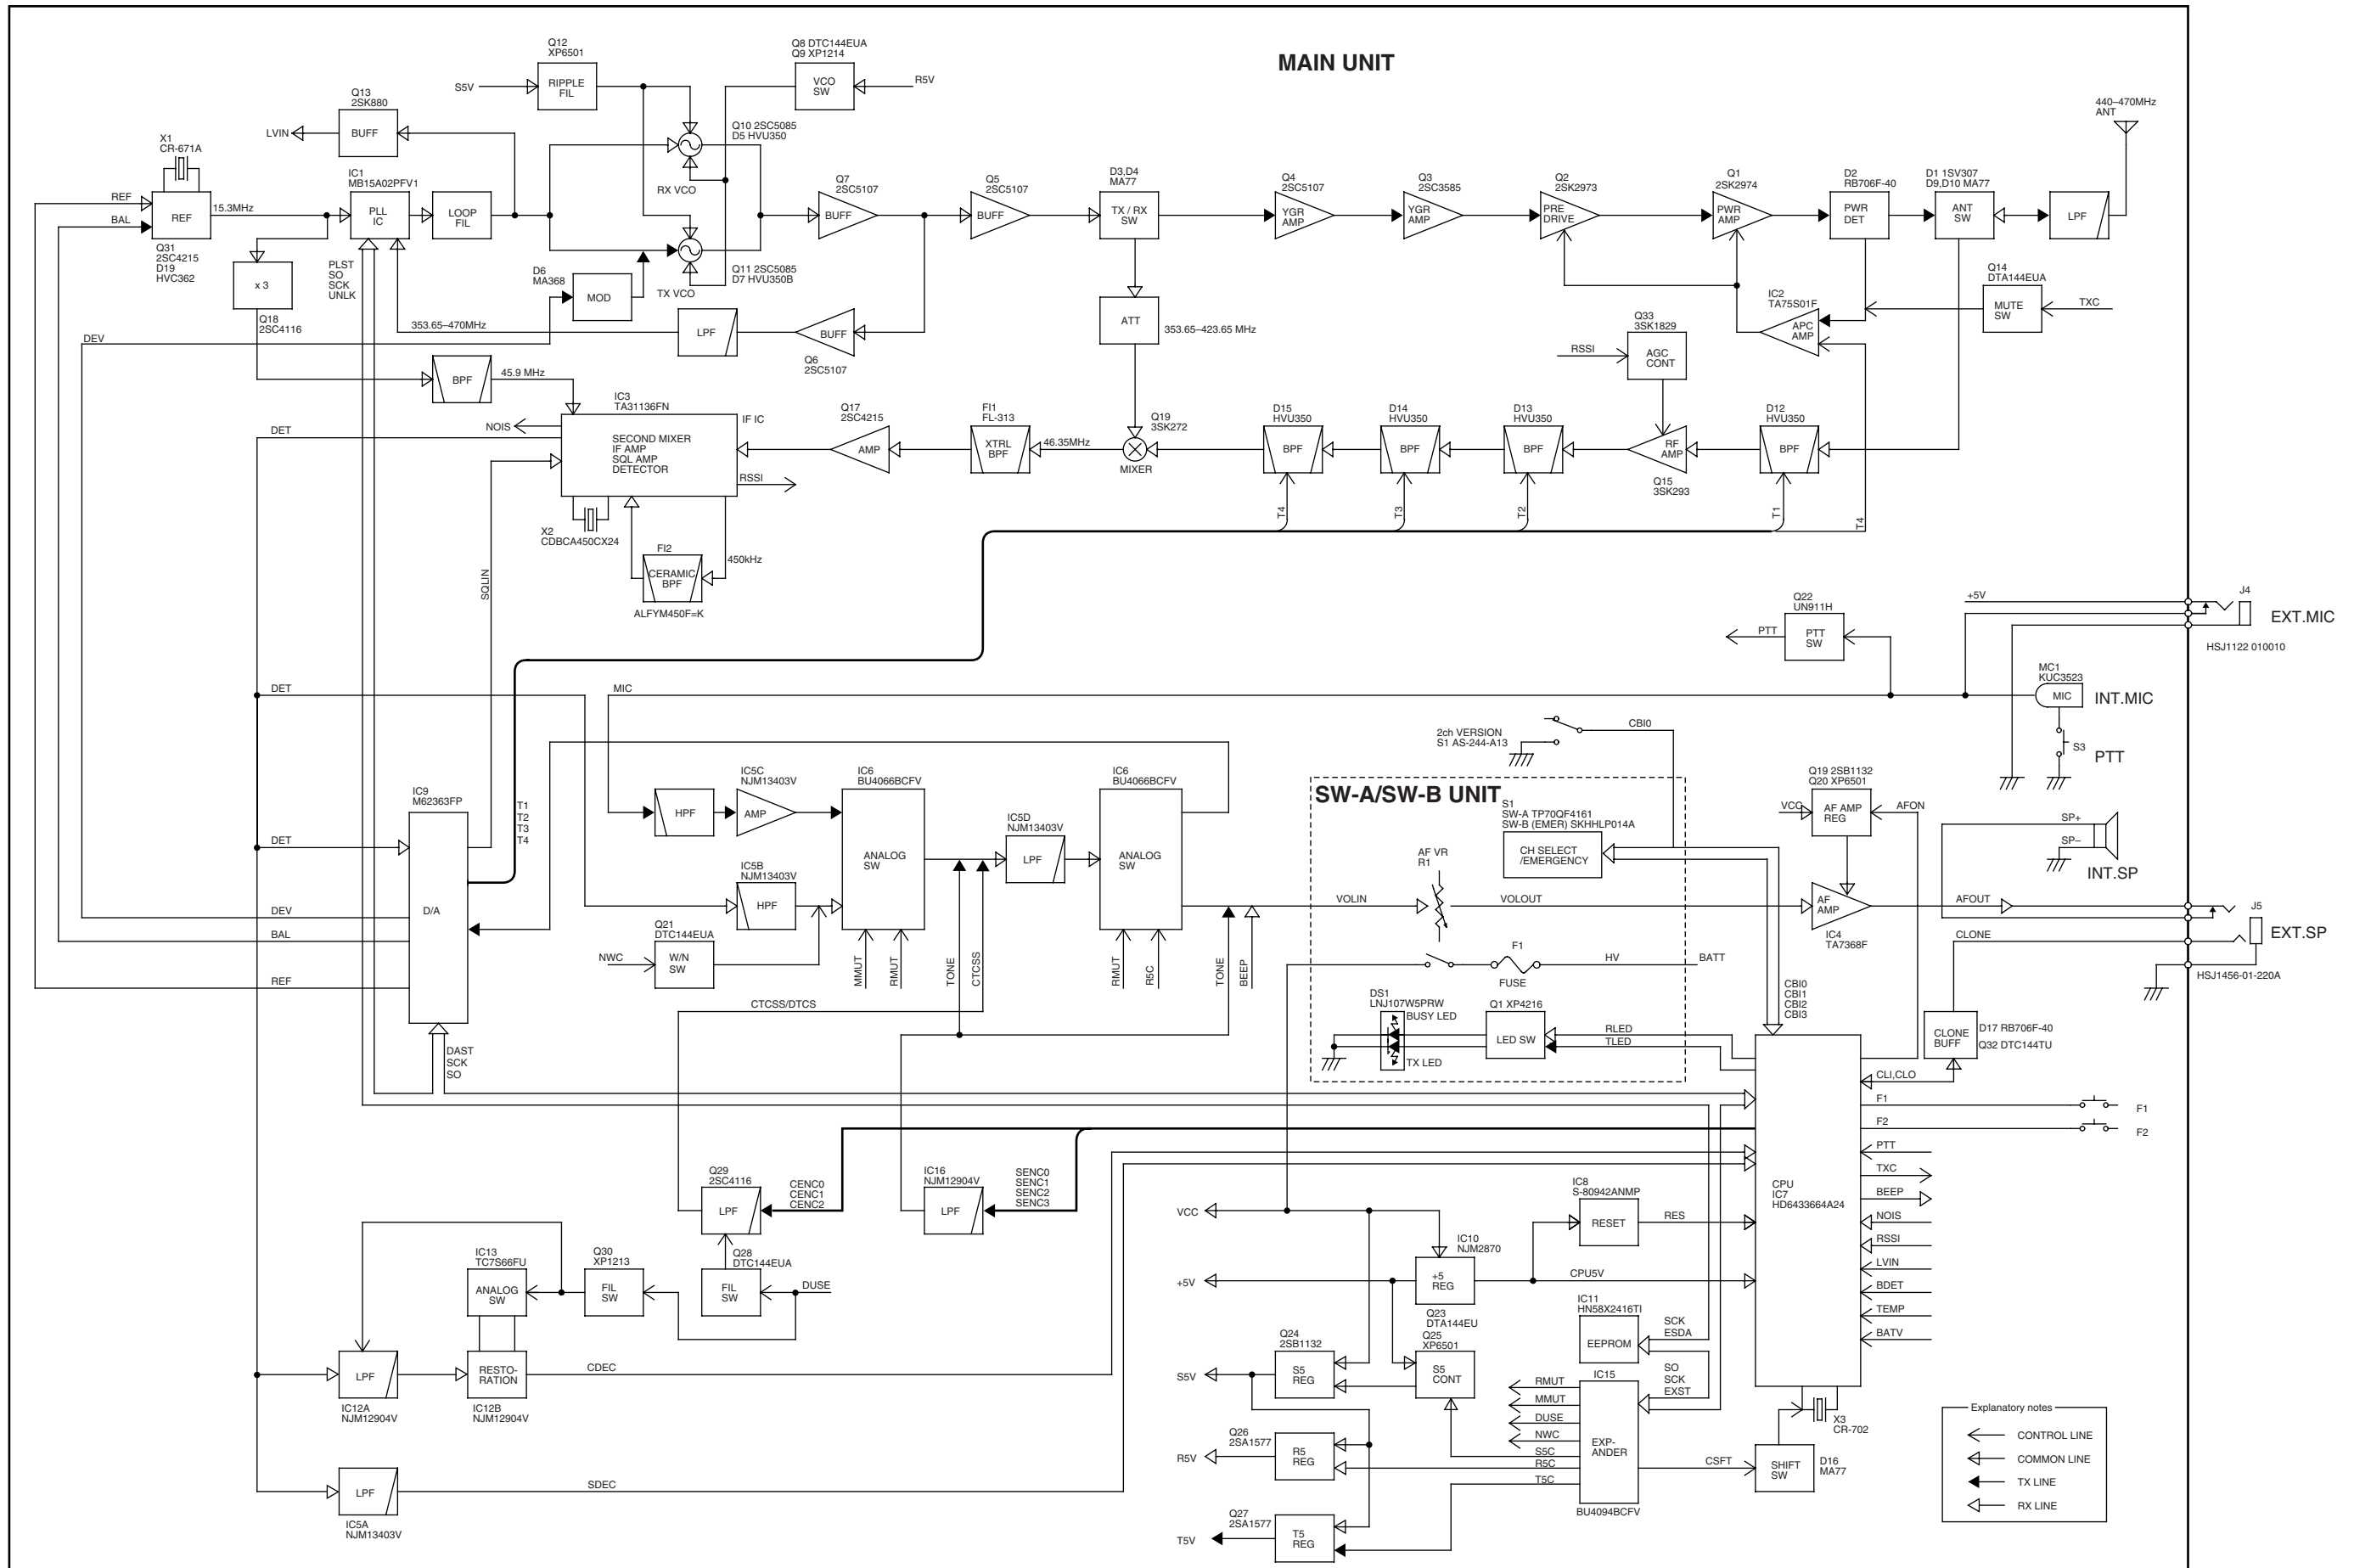 MAIN UNIT
Q12
XP6501
RIPPLE
FIL
S5V
Q8 DTC144EUA
Q9 XP1214
VCO
SW
R5V
Q13
2SK880
BUFF
LVIN
X1
CR-671A
REF
BAL
REF
15.3MHz
Q31
2SC4215
D19
HVC362
IC1
MB15A02PFV1
PLL
IC
LOOP
FIL
PLST
SO
SCK
UNLK
x 3
Q18
2SC4116
Q10 2SC5085
D5 HVU350
RX VCO
Q11 2SC5085
D7 HVU350B
TX VCO
D6
MA368
MOD
Q7
2SC5107
BUFF
Q5
2SC5107
BUFF
D3,D4
MA77
TX / RX
SW
Q4
2SC5107
YGR
AMP
Q3
2SC3585
YGR
AMP
Q2
2SK2973
PRE
DRIVE
Q1
2SK2974
PWR
AMP
D2
RB706F-40
PWR
DET
D1 1SV307
D9,D10 MA77
ANT
SW
LPF
440–470MHz
ANT
Q14
DTA144EUA
MUTE
SW
TXC
IC2
TA75S01F
APC
AMP
353.65–470MHz
LPF
BUFF
Q6
2SC5107
ATT
353.65–423.65 MHz
Q33
3SK1829
RSSI
AGC
CONT
DEV
BPF
45.9 MHz
IC3
TA31136FN
IF IC
NOIS
DET
SECOND MIXER
IF AMP
SQL AMP
DETECTOR
RSSI
X2
CDBCA450CX24
FI2
CERAMIC
BPF
450kHz
ALFYM450F=K
SQLIN
Q17
2SC4215
AMP
FI1
FL-313
XTRL
BPF
46.35MHz
Q19
3SK272
MIXER
D15
HVU350
BPF
D14
HVU350
BPF
D13
HVU350
BPF
RF
AMP
Q15
3SK293
D12
HVU350
BPF
T4
T3
T2
T1
T4
Q22
UN911H
PTT
PTT
SW
+5V
J4
EXT.MIC
HSJ1122 010010
MC1
KUC3523
MIC
INT.MIC
S3
PTT
DET
MIC
2ch VERSION
S1 AS-244-A13
CBI0
IC9
M62363FP
D/A
T1
T2
T3
T4
DET
DEV
BAL
REF
DAST
SCK
SO
HPF
IC5C
NJM13403V
AMP
IC5B
NJM13403V
HPF
Q21
DTC144EUA
NWC
W/N
SW
IC6
BU4066BCFV
ANALOG
SW
MMUT
RMUT
TONE
CTCSS
CTCSS/DTCS
IC5D
NJM13403V
LPF
IC6
BU4066BCFV
ANALOG
SW
RMUT
R5C
TONE
BEEP
SW-A/SW-B UNIT
S1
SW-A TP70QF4161
SW-B (EMER) SKHHLP014A
CH SELECT
/EMERGENCY
AF VR
R1
VOLIN
VOLOUT
F1
FUSE
HV
BATT
DS1
LNJ107W5PRW
BUSY LED
TX LED
Q1 XP4216
LED SW
RLED
TLED
Q19 2SB1132
Q20 XP6501
VCC
AF AMP
REG
AFON
AF
AMP
IC4
TA7368F
AFOUT
SP+
SP–
INT.SP
J5
EXT.SP
HSJ1456-01-220A
CLONE
CLONE
BUFF
D17 RB706F-40
Q32 DTC144TU
CBI0
CBI1
CBI2
CBI3
CLI,CLO
F1
F1
F2
F2
PTT
TXC
BEEP
NOIS
RSSI
LVIN
BDET
TEMP
BATV
CPU
IC7
HD6433664A24
Q29
2SC4116
LPF
CENC0
CENC1
CENC2
IC16
NJM12904V
LPF
SENC0
SENC1
SENC2
SENC3
Q28
DTC144EUA
FIL
SW
DUSE
IC13
TC7S66FU
ANALOG
SW
Q30
XP1213
FIL
SW
LPF
IC12A
NJM12904V
RESTO-
RATION
IC12B
NJM12904V
CDEC
LPF
IC5A
NJM13403V
SDEC
VCC
+5V
IC10
NJM2870
+5
REG
CPU5V
IC8
S-80942ANMP
RESET
RES
IC11
HN58X2416TI
EEPROM
SCK
ESDA
SO
SCK
EXST
Q24
2SB1132
S5
REG
S5V
Q23
DTA144EU
Q25
XP6501
S5
CONT
Q26
2SA1577
R5
REG
R5V
Q27
2SA1577
T5
REG
T5V
IC15
EXP-
ANDER
BU4094BCFV
RMUT
MMUT
DUSE
NWC
S5C
R5C
T5C
CSFT
SHIFT
SW
D16
MA77
X3
CR-702
Explanatory notes
CONTROL LINE
COMMON LINE
TX LINE
RX LINE